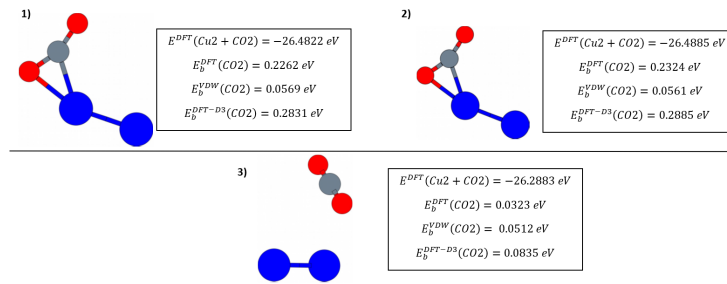 1)
E^DFT(Cu2 + CO2) = −26.4822 eV
E_b^DFT(CO2) = 0.2262 eV
E_b^VDW(CO2) = 0.0569 eV
E_b^DFT−D3(CO2) = 0.2831 eV
2)
E^DFT(Cu2 + CO2) = −26.4885 eV
E_b^DFT(CO2) = 0.2324 eV
E_b^VDW(CO2) = 0.0561 eV
E_b^DFT−D3(CO2) = 0.2885 eV
3)
E^DFT(Cu2 + CO2) = −26.2883 eV
E_b^DFT(CO2) = 0.0323 eV
E_b^VDW(CO2) = 0.0512 eV
E_b^DFT−D3(CO2) = 0.0835 eV